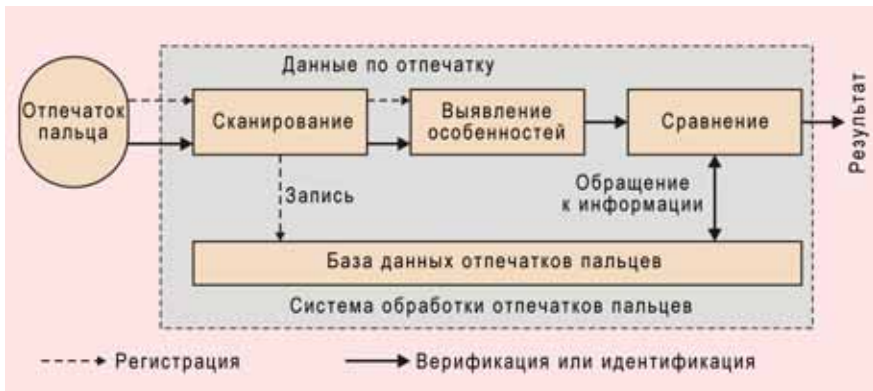 Данные по отпечатку
Отпечаток
пальца
Сканирование
Выявление
особенностей
Сравнение
Результат
Запись
Обращение
к информации
База данных отпечатков пальцев
Система обработки отпечатков пальцев
Регистрация
Верификация или идентификация